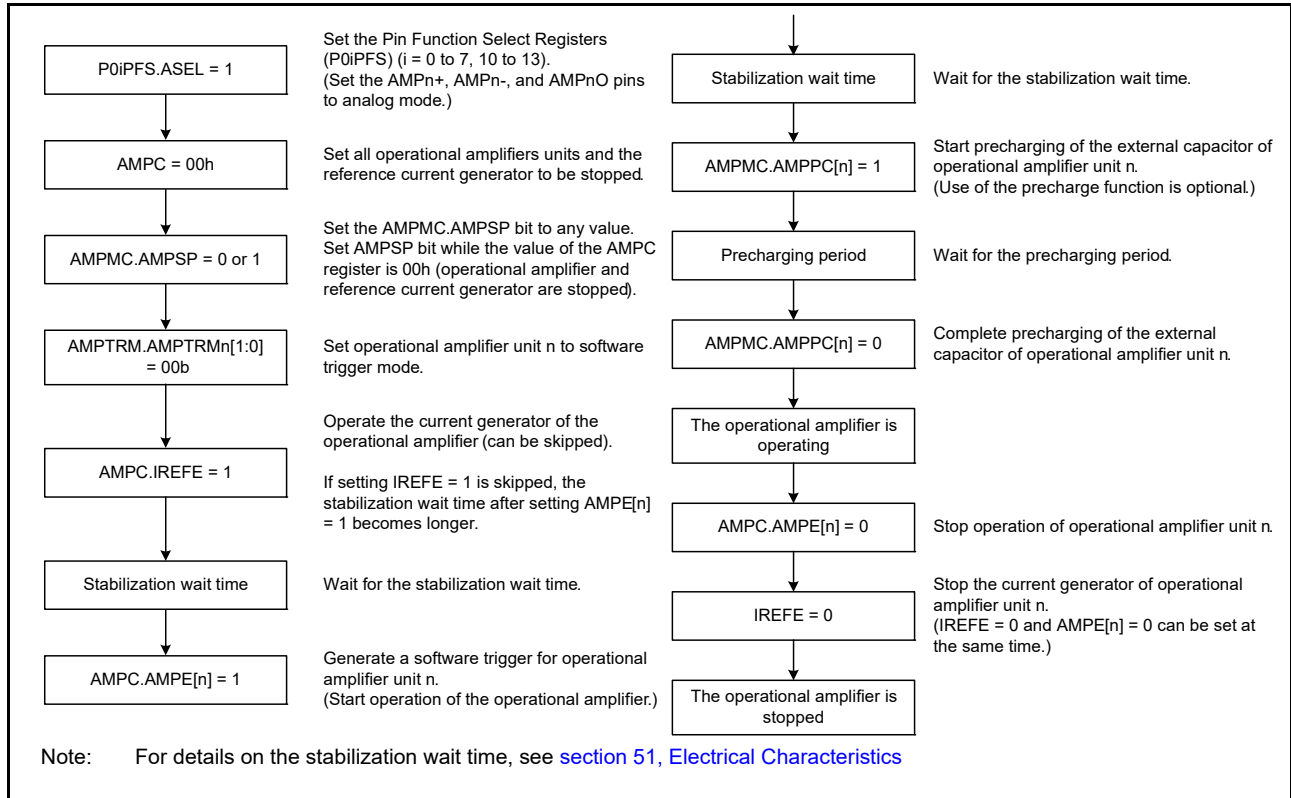 P0iPFS.ASEL = 1
Set the Pin Function Select Registers
(P0iPFS) (i = 0 to 7, 10 to 13).
(Set the AMPn+, AMPn-, and AMPnO pins
to analog mode.)
AMPC = 00h
Set all operational amplifiers units and the
reference current generator to be stopped.
AMPMC.AMPSP = 0 or 1
Set the AMPMC.AMPSP bit to any value.
Set AMPSP bit while the value of the AMPC
register is 00h (operational amplifier and
reference current generator are stopped).
AMPTRM.AMPTRMn[1:0]
= 00b
Set operational amplifier unit n to software
trigger mode.
AMPC.IREFE = 1
Operate the current generator of the
operational amplifier (can be skipped).
If setting IREFE = 1 is skipped, the
stabilization wait time after setting AMPE[n]
= 1 becomes longer.
Stabilization wait time
Wait for the stabilization wait time.
AMPC.AMPE[n] = 1
Generate a software trigger for operational
amplifier unit n.
(Start operation of the operational amplifier.)
Stabilization wait time
Wait for the stabilization wait time.
AMPMC.AMPPC[n] = 1
Start precharging of the external capacitor of
operational amplifier unit n.
(Use of the precharge function is optional.)
Precharging period
Wait for the precharging period.
AMPMC.AMPPC[n] = 0
Complete precharging of the external
capacitor of operational amplifier unit n.
The operational amplifier is
operating
AMPC.AMPE[n] = 0
Stop operation of operational amplifier unit n.
IREFE = 0
Stop the current generator of operational
amplifier unit n.
(IREFE = 0 and AMPE[n] = 0 can be set at
the same time.)
The operational amplifier is
stopped
Note: For details on the stabilization wait time, see section 51, Electrical Characteristics